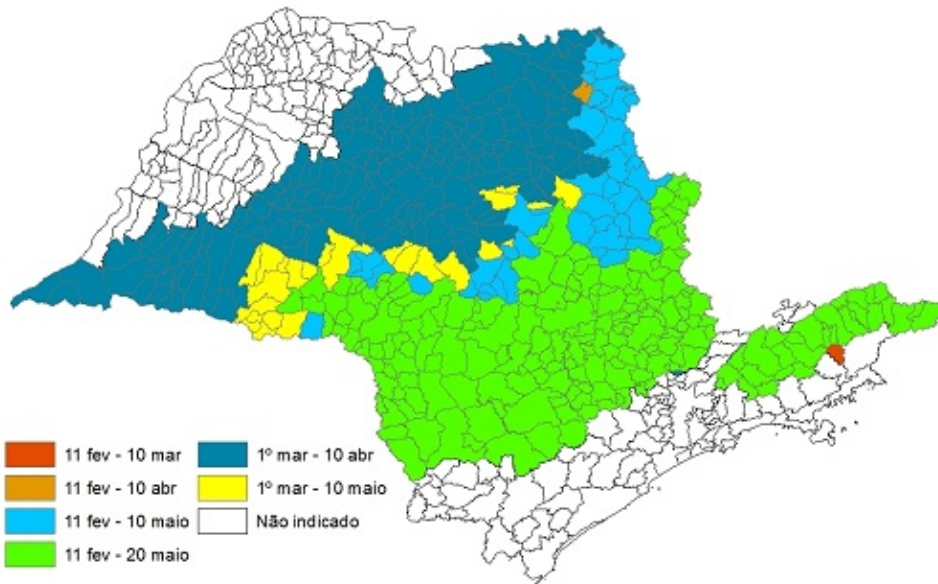 11 fev - 10 mar
11 fev - 10 abr
11 fev - 10 maio
11 fev - 20 maio
1º mar - 10 abr
1º mar - 10 maio
Não indicado